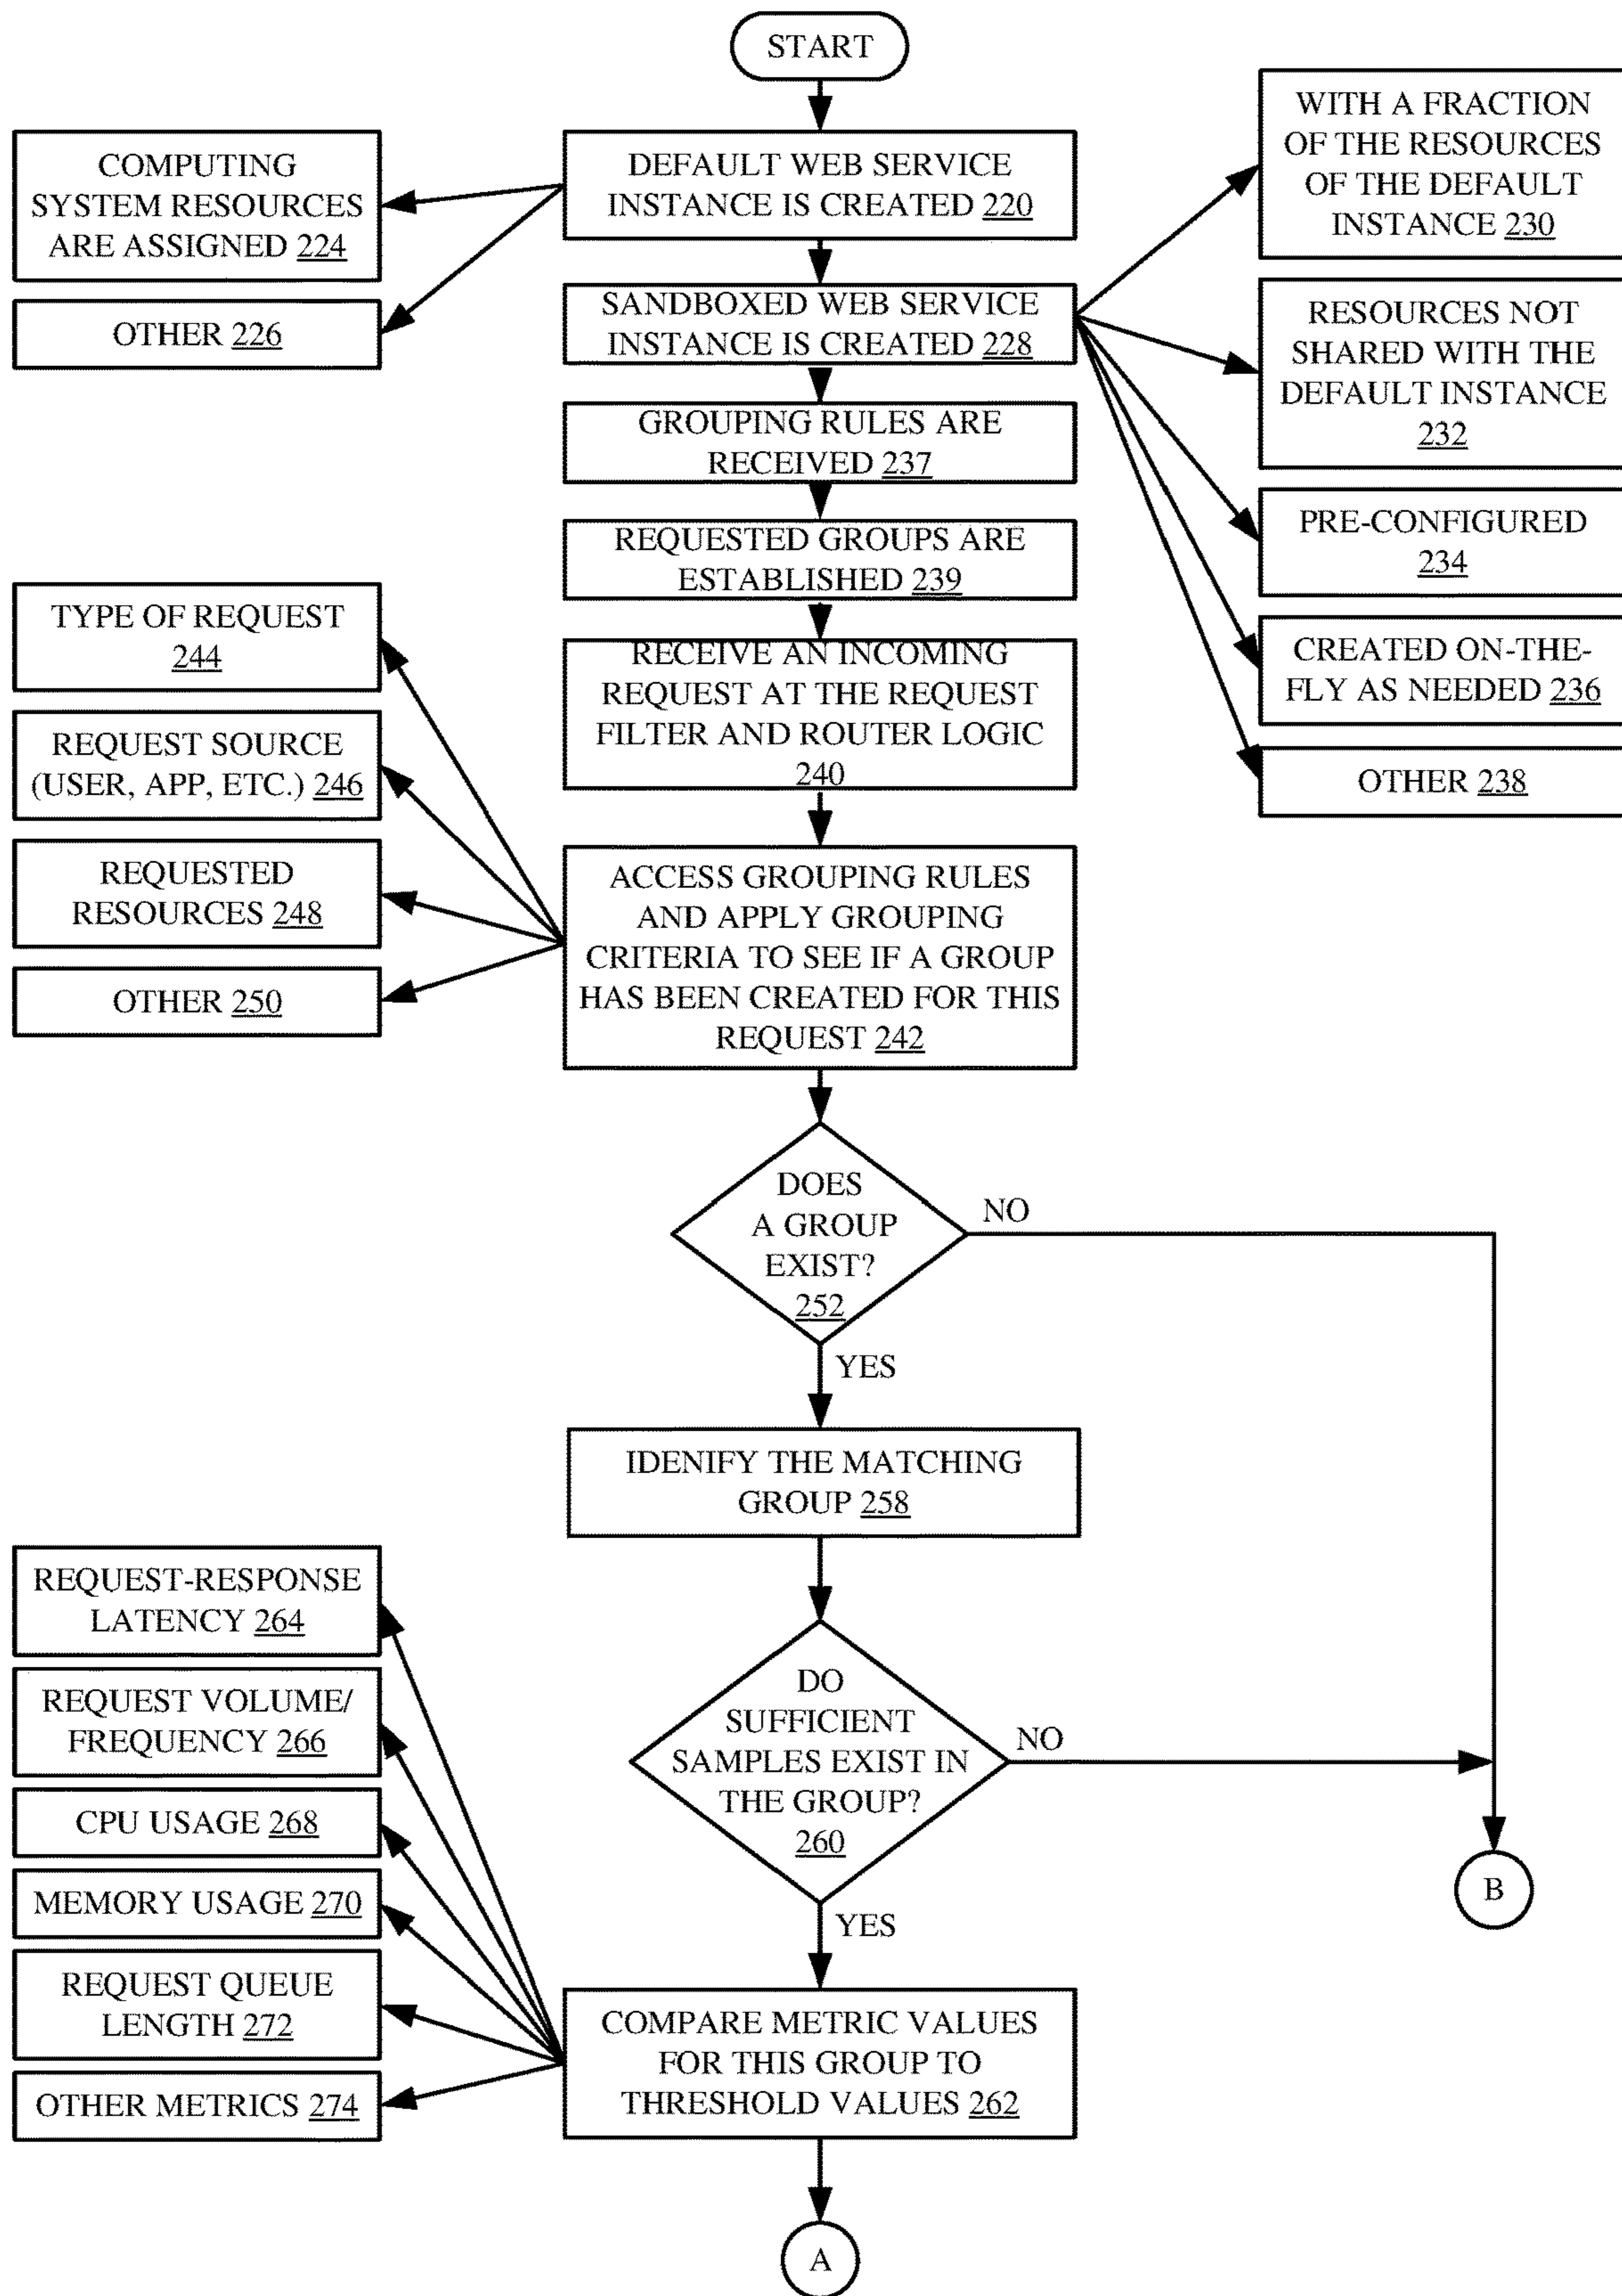 START
DEFAULT WEB SERVICE
INSTANCE IS CREATED 220
COMPUTING
SYSTEM RESOURCES
ARE ASSIGNED 224
OTHER 226
SANDBOXED WEB SERVICE
INSTANCE IS CREATED 228
WITH A FRACTION
OF THE RESOURCES
OF THE DEFAULT
INSTANCE 230
RESOURCES NOT
SHARED WITH THE
DEFAULT INSTANCE
232
PRE-CONFIGURED
234
CREATED ON-THE-
FLY AS NEEDED 236
OTHER 238
GROUPING RULES ARE
RECEIVED 237
REQUESTED GROUPS ARE
ESTABLISHED 239
RECEIVE AN INCOMING
REQUEST AT THE REQUEST
FILTER AND ROUTER LOGIC
240
TYPE OF REQUEST
244
REQUEST SOURCE
(USER, APP, ETC.) 246
REQUESTED
RESOURCES 248
OTHER 250
ACCESS GROUPING RULES
AND APPLY GROUPING
CRITERIA TO SEE IF A GROUP
HAS BEEN CREATED FOR THIS
REQUEST 242
DOES
A GROUP
EXIST?
252
NO
YES
IDENIFY THE MATCHING
GROUP 258
DO
SUFFICIENT
SAMPLES EXIST IN
THE GROUP?
260
NO
B
YES
REQUEST-RESPONSE
LATENCY 264
REQUEST VOLUME/
FREQUENCY 266
CPU USAGE 268
MEMORY USAGE 270
REQUEST QUEUE
LENGTH 272
OTHER METRICS 274
COMPARE METRIC VALUES
FOR THIS GROUP TO
THRESHOLD VALUES 262
A